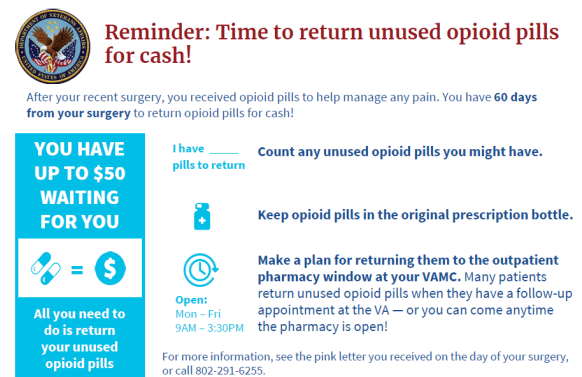 Reminder: Time to return unused opioid pills
for cash!
After your recent surgery, you received opioid pills to help manage any pain. You have 60 days
from your surgery to return opioid pills for cash!
YOU HAVE
UP TO $50
WAITING
FOR YOU
= $
All you need to
do is return
your unused
opioid pills
I have _____
pills to return
Count any unused opioid pills you might have.
Keep opioid pills in the original prescription bottle.
Open:
Mon – Fri
9AM – 3:30PM
Make a plan for returning them to the outpatient
pharmacy window at your VAMC. Many patients
return unused opioid pills when they have a follow-up
appointment at the VA — or you can come anytime
the pharmacy is open!
For more information, see the pink letter you received on the day of your surgery,
or call 802-291-6255.